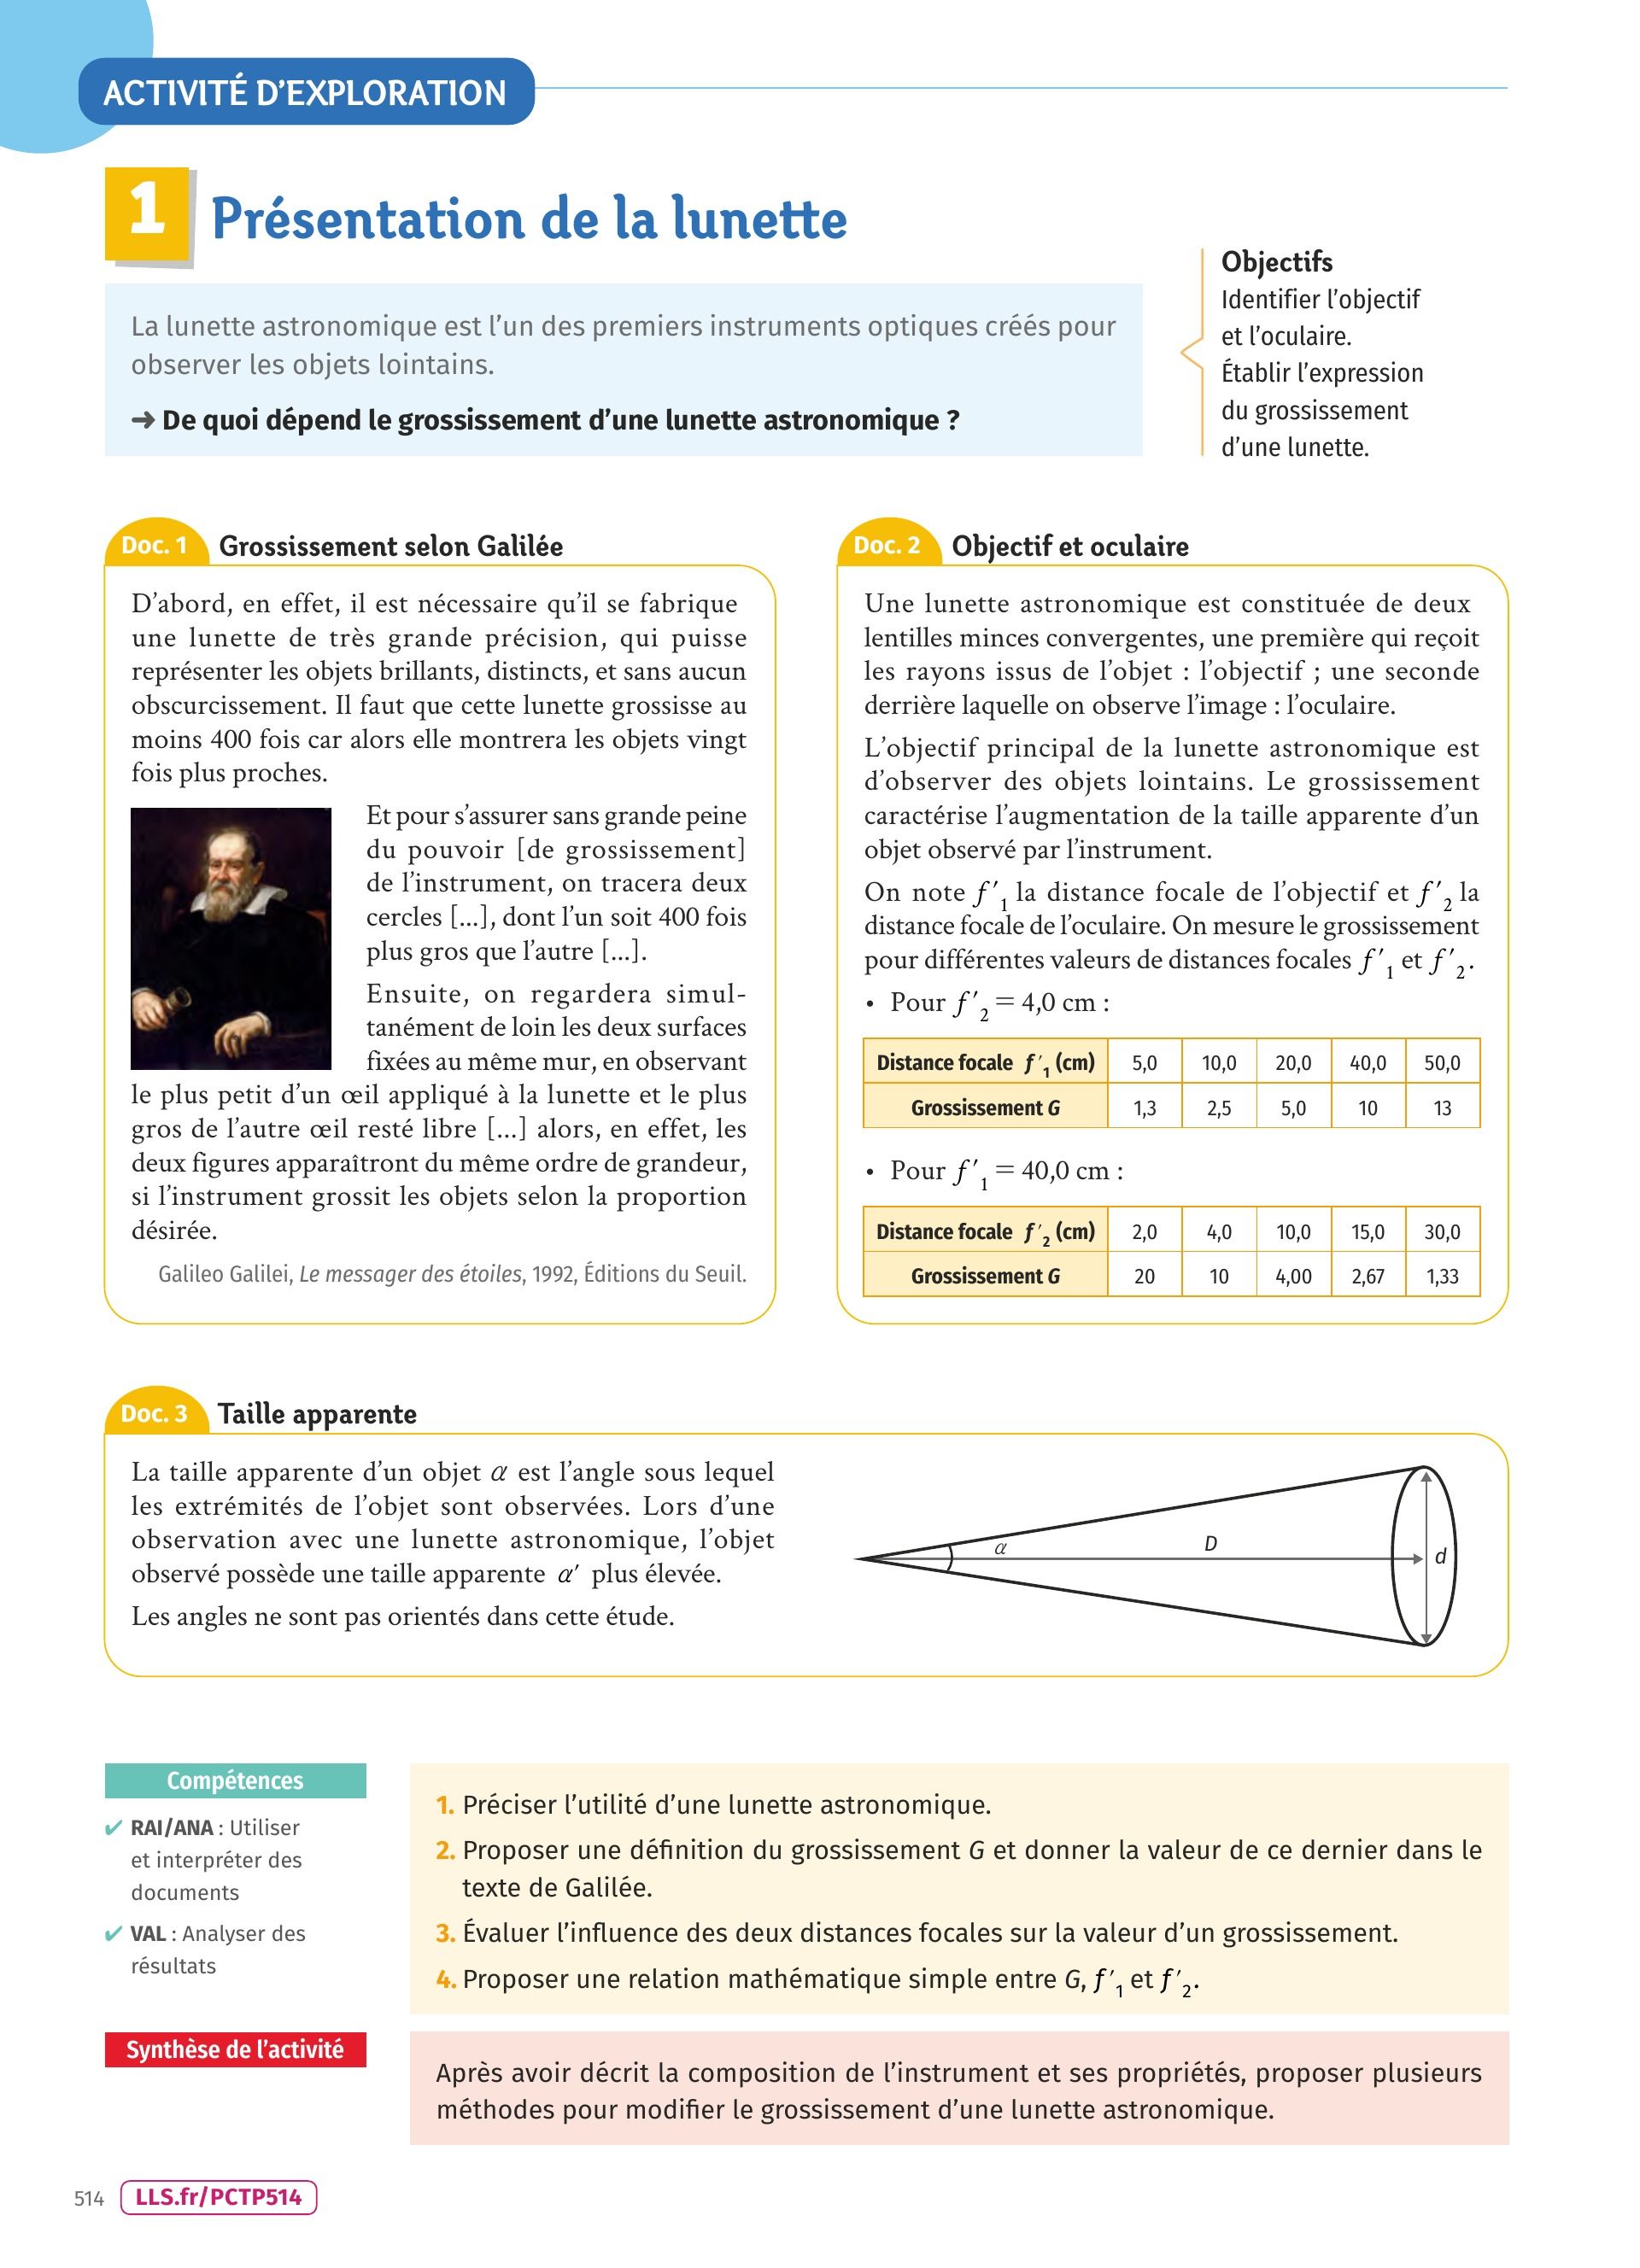 ACTIVITÉ D'EXPLORATION
1 Présentation de la lunette
La lunette astronomique est l'un des premiers instruments optiques créés pour
observer les objets lointains.
➜ De quoi dépend le grossissement d'une lunette astronomique ?
Objectifs
Identifier l'objectif
et l'oculaire.
Établir l'expression
du grossissement
d'une lunette.
Doc. 1 Grossissement selon Galilée
D'abord, en effet, il est nécessaire qu'il se fabrique
une lunette de très grande précision, qui puisse
représenter les objets brillants, distincts, et sans aucun
obscurcissement. Il faut que cette lunette grossisse au
moins 400 fois car alors elle montrera les objets vingt
fois plus proches.
Et pour s'assurer sans grande peine
du pouvoir [de grossissement]
de l'instrument, on tracera deux
cercles [...], dont l'un soit 400 fois
plus gros que l'autre [...].
Ensuite, on regardera simul-
tanément de loin les deux surfaces
fixées au même mur, en observant
le plus petit d'un œil appliqué à la lunette et le plus
gros de l'autre œil resté libre [...] alors, en effet, les
deux figures apparaîtront du même ordre de grandeur,
si l'instrument grossit les objets selon la proportion
désirée.
Galileo Galilei, Le messager des étoiles, 1992, Éditions du Seuil.
Doc. 2 Objectif et oculaire
Une lunette astronomique est constituée de deux
lentilles minces convergentes, une première qui reçoit
les rayons issus de l'objet : l'objectif ; une seconde
derrière laquelle on observe l'image : l'oculaire.
L'objectif principal de la lunette astronomique est
d'observer des objets lointains. Le grossissement
caractérise l'augmentation de la taille apparente d'un
objet observé par l'instrument.
On note f′₁ la distance focale de l'objectif et f′₂ la
distance focale de l'oculaire. On mesure le grossissement
pour différentes valeurs de distances focales f′₁ et f′₂.
• Pour f′₂ = 4,0 cm :
Distance focale f′₁ (cm) 5,0 10,0 20,0 40,0 50,0
Grossissement G 1,3 2,5 5,0 10 13
• Pour f′₁ = 40,0 cm :
Distance focale f′₂ (cm) 2,0 4,0 10,0 15,0 30,0
Grossissement G 20 10 4,00 2,67 1,33
Doc. 3 Taille apparente
La taille apparente d'un objet α est l'angle sous lequel
les extrémités de l'objet sont observées. Lors d'une
observation avec une lunette astronomique, l'objet
observé possède une taille apparente α′ plus élevée.
Les angles ne sont pas orientés dans cette étude.
α D d
Compétences
✔ RAI/ANA : Utiliser
et interpréter des
documents
✔ VAL : Analyser des
résultats
1. Préciser l'utilité d'une lunette astronomique.
2. Proposer une définition du grossissement G et donner la valeur de ce dernier dans le
texte de Galilée.
3. Évaluer l'influence des deux distances focales sur la valeur d'un grossissement.
4. Proposer une relation mathématique simple entre G, f′₁ et f′₂.
Synthèse de l'activité
Après avoir décrit la composition de l'instrument et ses propriétés, proposer plusieurs
méthodes pour modifier le grossissement d'une lunette astronomique.
514 LLS.fr/PCTP514